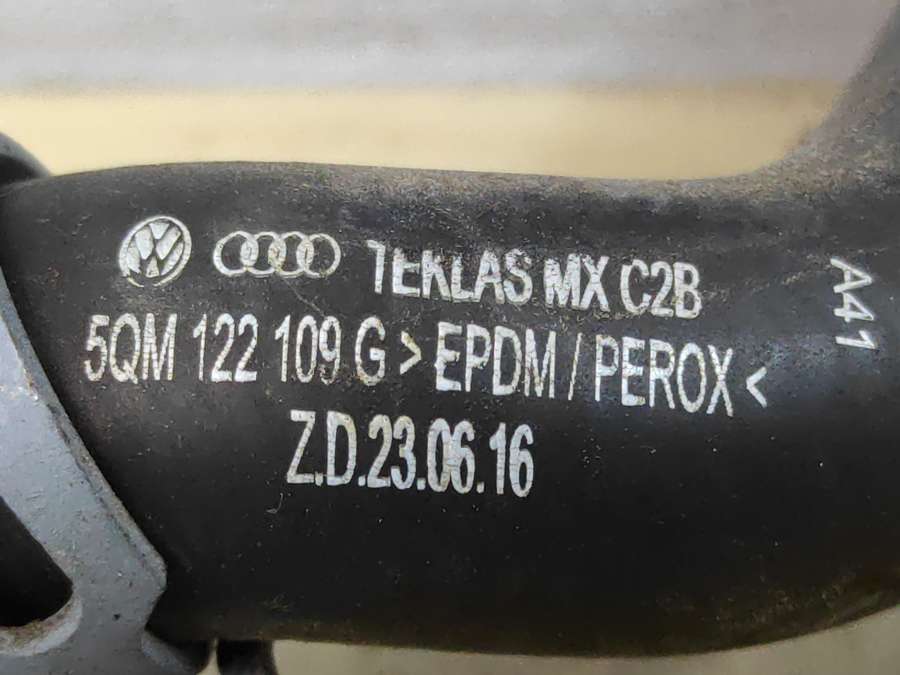 TEKLAS MX C2B
5QM 122 109 G > EPDM / PEROX <
Z.D.23.06.16
A41